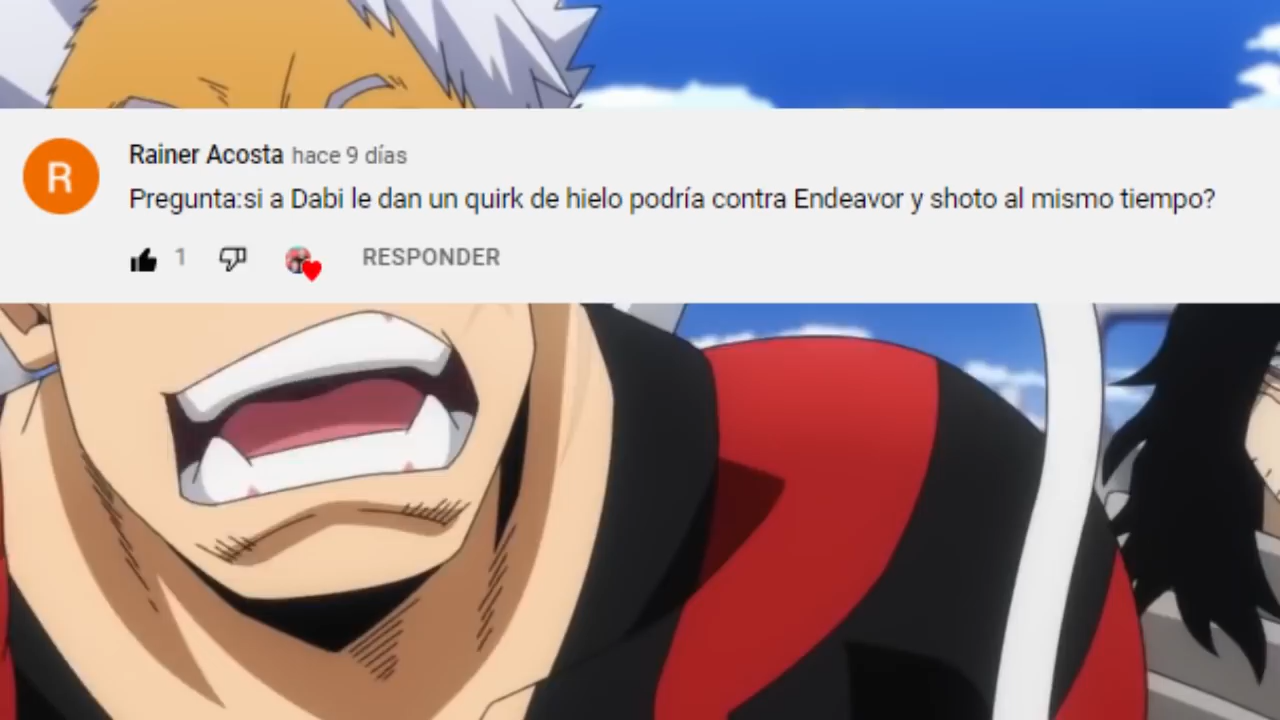 R
Rainer Acosta hace 9 días
Pregunta:si a Dabi le dan un quirk de hielo podría contra Endeavor y shoto al mismo tiempo?
1 RESPONDER